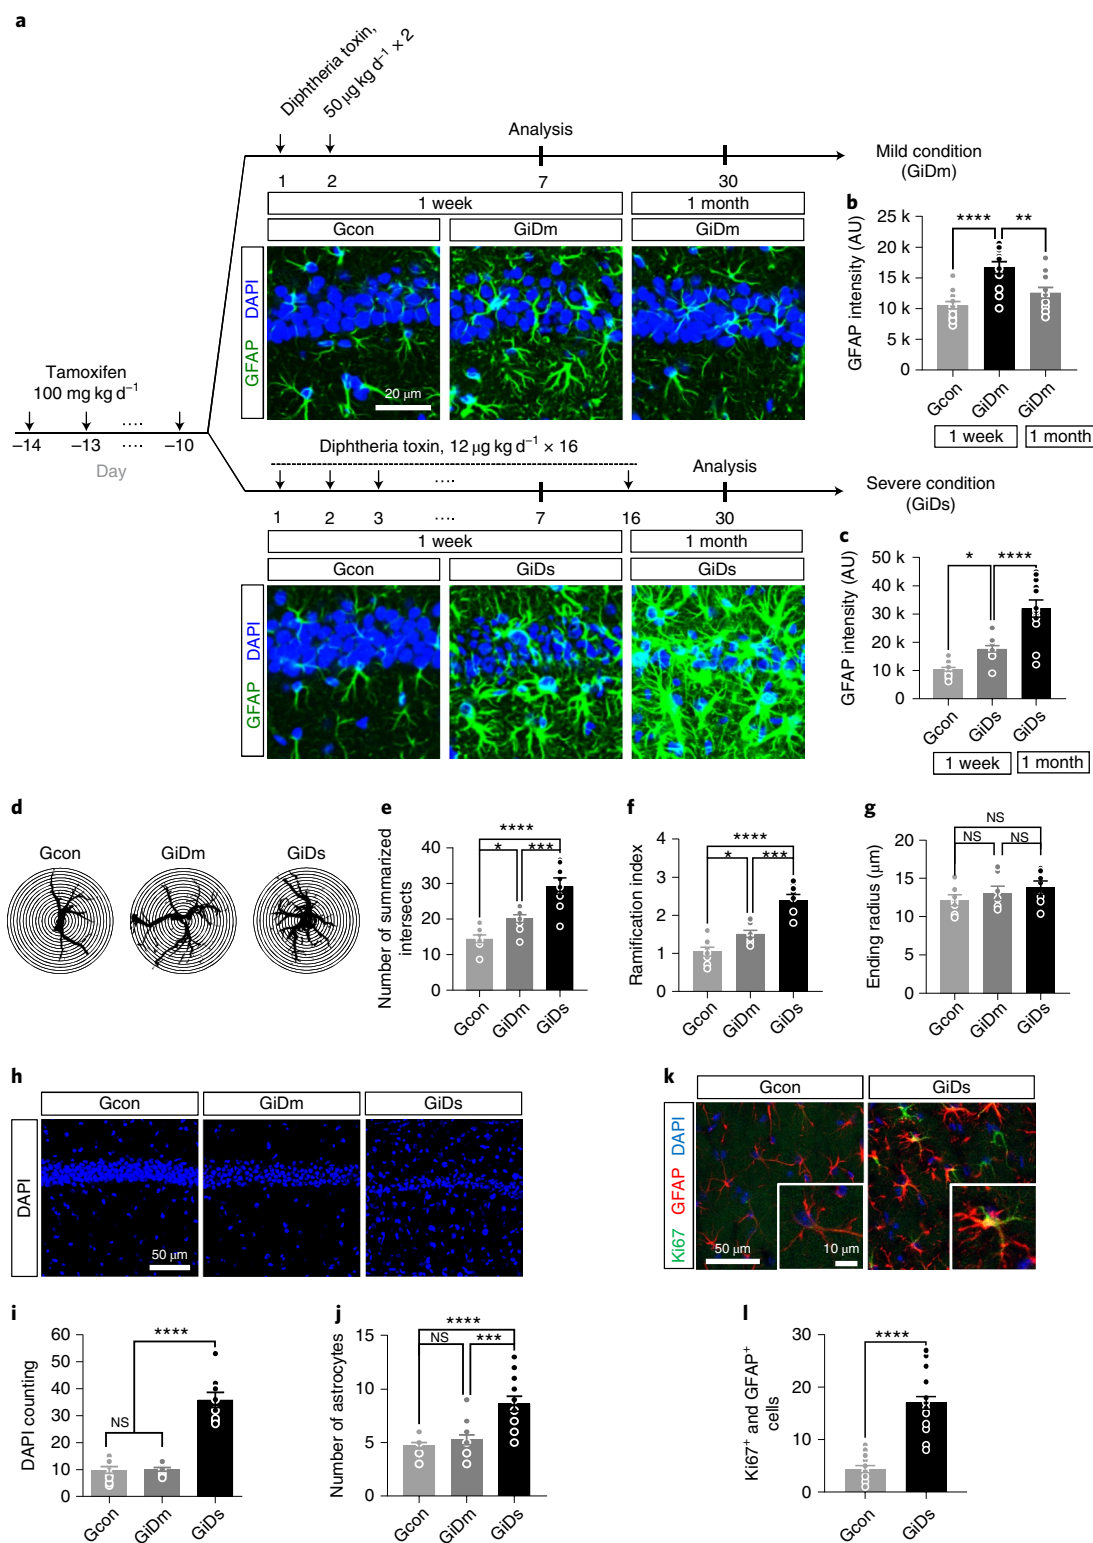 a
Diphtheria toxin,
50 μg kg d⁻¹ × 2
Analysis
Mild condition
(GiDm)
1 2 7 30
1 week 1 month
Gcon GiDm GiDm
GFAP DAPI
20 μm
Tamoxifen
100 mg kg d⁻¹
–14 –13 .... –10
Day
b
GFAP intensity (AU)
25 k
20 k
15 k
10 k
5 k
0
**** **
Gcon GiDm GiDm
1 week 1 month
Diphtheria toxin, 12 μg kg d⁻¹ × 16
....
Analysis
Severe condition
(GiDs)
1 2 3 .... 7 16 30
1 week 1 month
Gcon GiDs GiDs
GFAP DAPI
c
GFAP intensity (AU)
50 k
40 k
30 k
20 k
10 k
0
* ****
Gcon GiDs GiDs
1 week 1 month
d
Gcon GiDm GiDs
e
Number of summarized
intersects
40
30
20
10
0
****
* ***
Gcon GiDm GiDs
f
Ramification index
4
3
2
1
0
****
* ***
Gcon GiDm GiDs
g
Ending radius (μm)
20
15
10
5
0
NS
NS NS
Gcon GiDm GiDs
h
Gcon GiDm GiDs
DAPI
50 μm
k
Gcon GiDs
Ki67 GFAP DAPI
50 μm 10 μm
i
DAPI counting
60
50
40
30
20
10
0
****
NS
Gcon GiDm GiDs
j
Number of astrocytes
15
10
5
0
****
NS ***
Gcon GiDm GiDs
l
Ki67⁺ and GFAP⁺
cells
30
20
10
0
****
Gcon GiDs